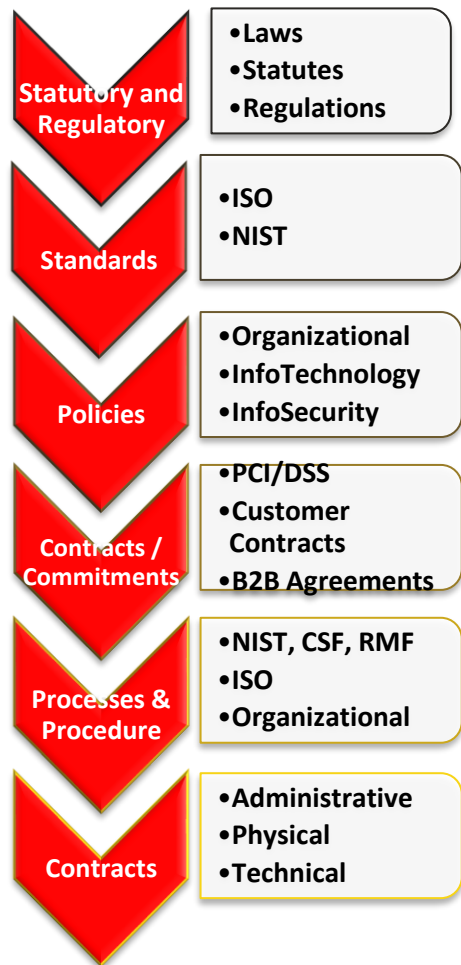 Statutory and
Regulatory
•Laws
•Statutes
•Regulations
Standards
•ISO
•NIST
Policies
•Organizational
•InfoTechnology
•InfoSecurity
Contracts /
Commitments
•PCI/DSS
•Customer
Contracts
•B2B Agreements
Processes &
Procedure
•NIST, CSF, RMF
•ISO
•Organizational
Contracts
•Administrative
•Physical
•Technical